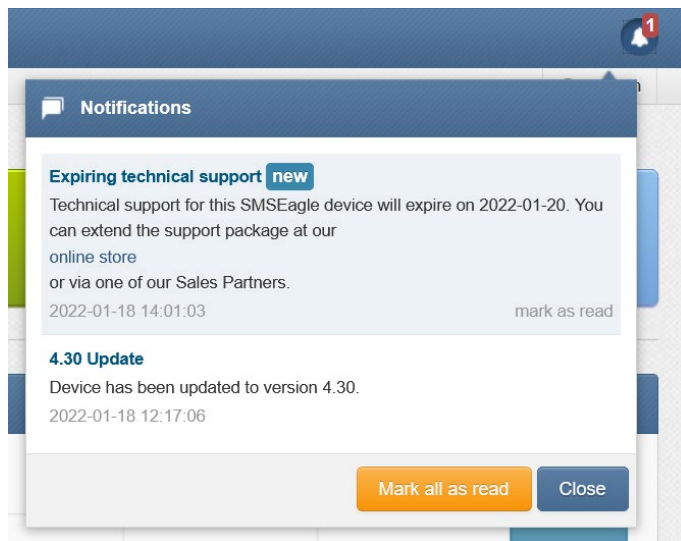 1
Notifications
Expiring technical support new
Technical support for this SMSEagle device will expire on 2022-01-20. You
can extend the support package at our
online store
or via one of our Sales Partners.
2022-01-18 14:01:03 mark as read
4.30 Update
Device has been updated to version 4.30.
2022-01-18 12:17:06
Mark all as read Close